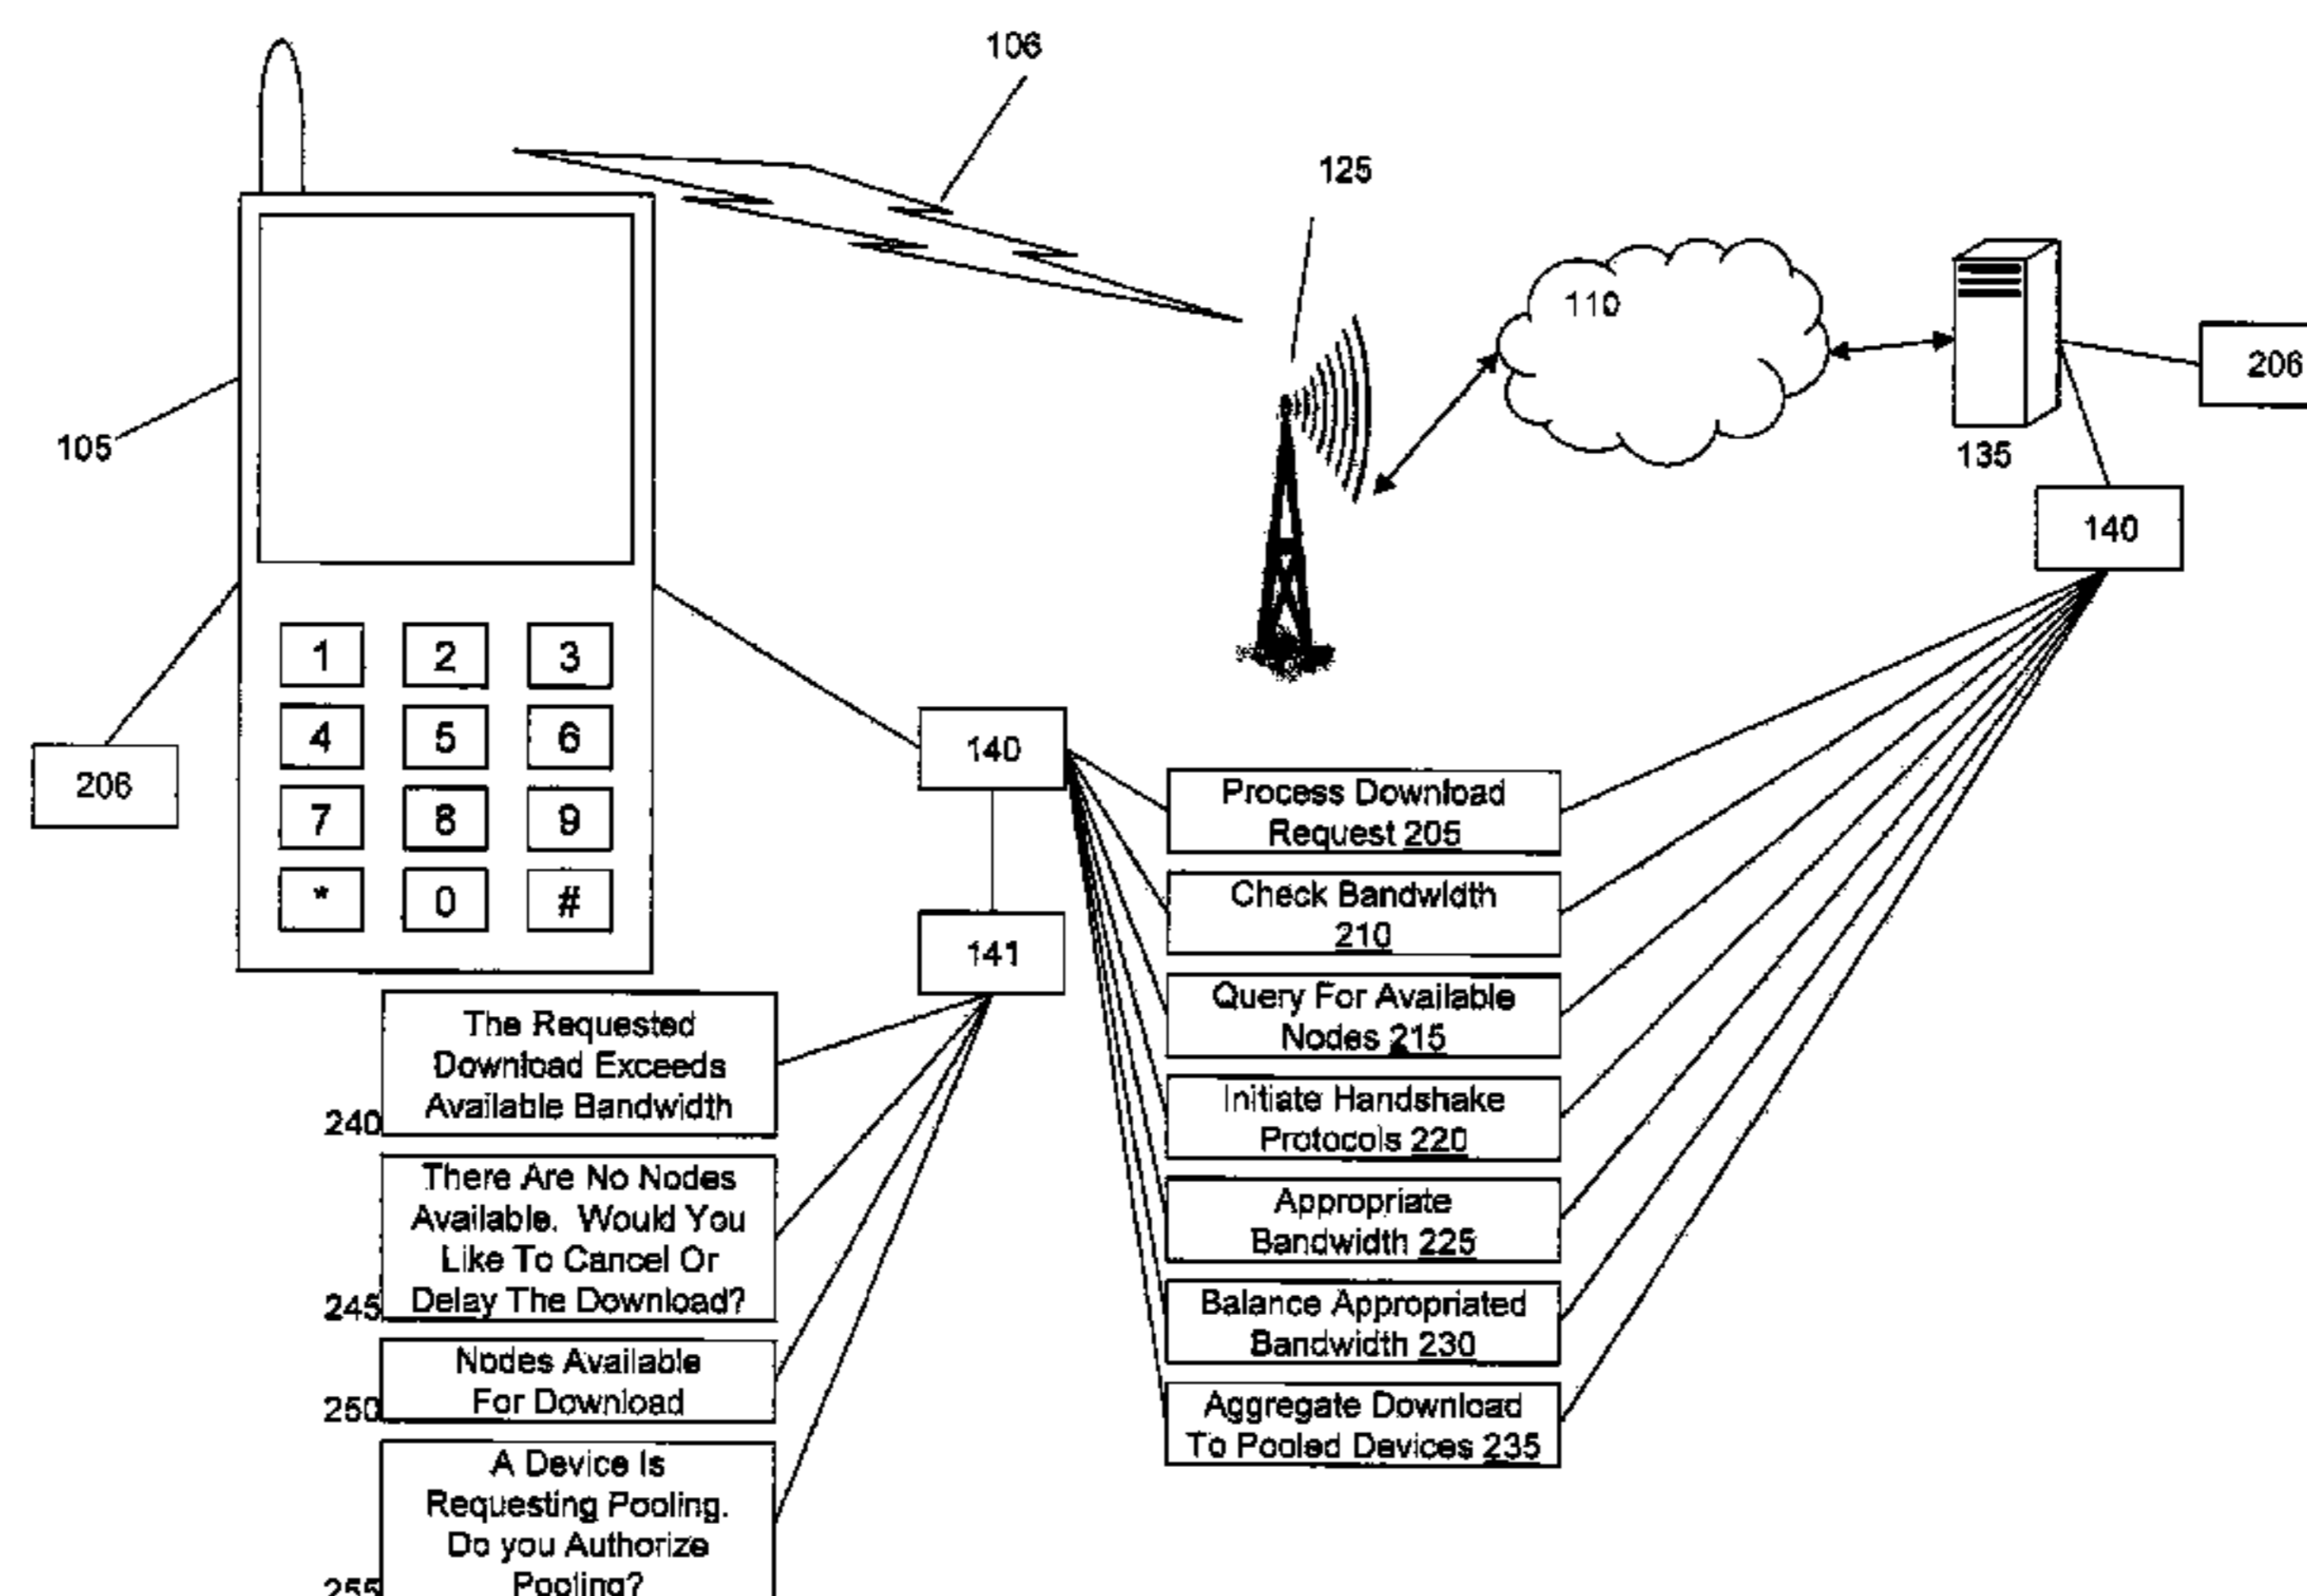 106
125
110
206
105
135
140
1 2 3
4 5 6
7 8 9
* 0 #
206
140
141
Process Download
Request 205
Check Bandwidth
210
Query For Available
Nodes 215
Initiate Handshake
Protocols 220
Appropriate
Bandwidth 225
Balance Appropriated
Bandwidth 230
Aggregate Download
To Pooled Devices 235
The Requested
Download Exceeds
Available Bandwidth
240
There Are No Nodes
Available. Would You
Like To Cancel Or
Delay The Download?
245
Nodes Available
For Download
250
A Device Is
Requesting Pooling.
Do you Authorize
Pooling?
255